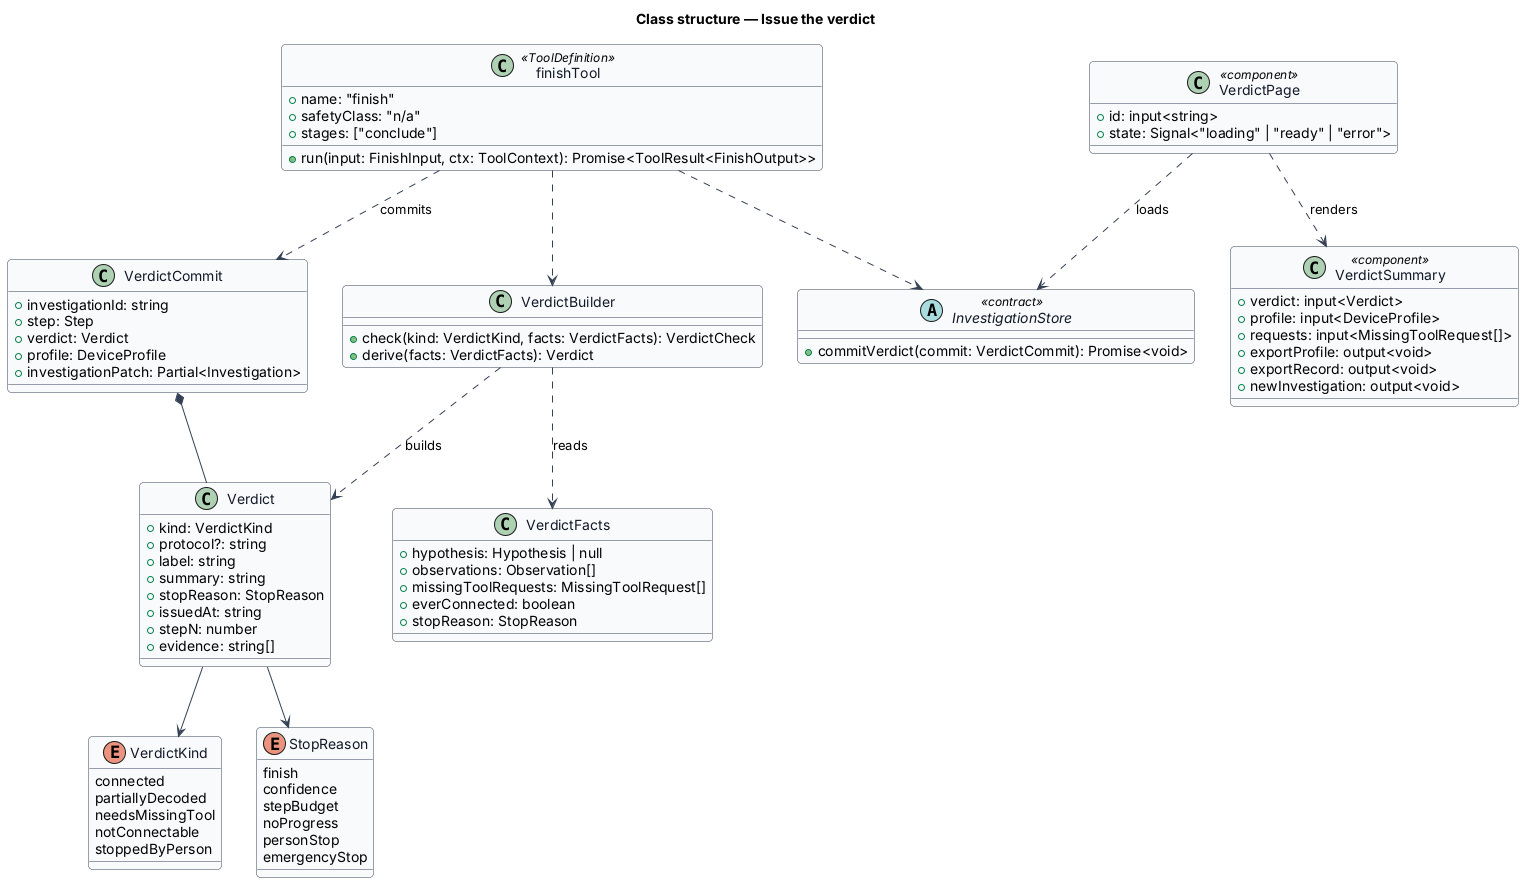 Class structure — Issue the verdict
C
«ToolDefinition»
finishTool
name: "finish"
safetyClass: "n/a"
stages: ["conclude"]
run(input: FinishInput, ctx: ToolContext): Promise<ToolResult<FinishOutput>>
C
«component»
VerdictPage
id: input<string>
state: Signal<"loading" | "ready" | "error">
commits
loads
renders
C
VerdictCommit
investigationId: string
step: Step
verdict: Verdict
profile: DeviceProfile
investigationPatch: Partial<Investigation>
C
VerdictBuilder
check(kind: VerdictKind, facts: VerdictFacts): VerdictCheck
derive(facts: VerdictFacts): Verdict
A
«contract»
InvestigationStore
commitVerdict(commit: VerdictCommit): Promise<void>
C
«component»
VerdictSummary
verdict: input<Verdict>
profile: input<DeviceProfile>
requests: input<MissingToolRequest[]>
exportProfile: output<void>
exportRecord: output<void>
newInvestigation: output<void>
builds
reads
C
Verdict
kind: VerdictKind
protocol?: string
label: string
summary: string
stopReason: StopReason
issuedAt: string
stepN: number
evidence: string[]
C
VerdictFacts
hypothesis: Hypothesis | null
observations: Observation[]
missingToolRequests: MissingToolRequest[]
everConnected: boolean
stopReason: StopReason
E
VerdictKind
connected
partiallyDecoded
needsMissingTool
notConnectable
stoppedByPerson
E
StopReason
finish
confidence
stepBudget
noProgress
personStop
emergencyStop